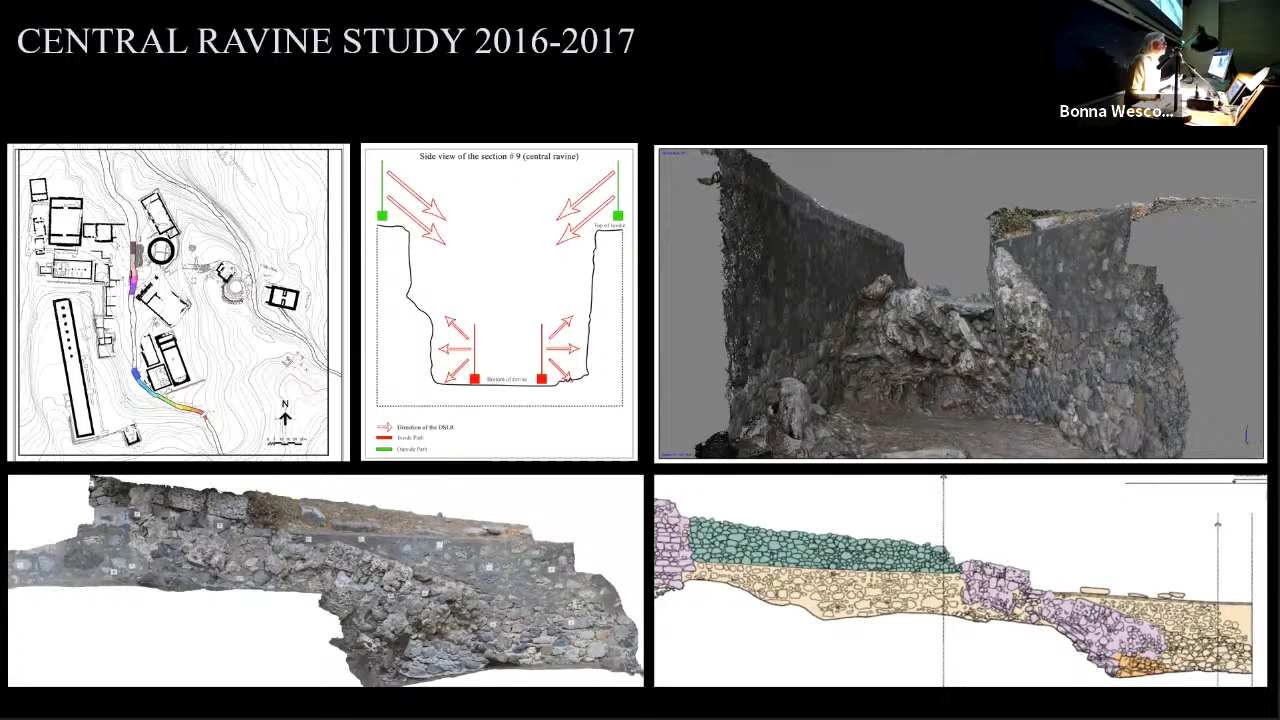 CENTRAL RAVINE STUDY 2016-2017
Bonna Wesco...
Side view of the section # 9 (central ravine)
Top of ravine
Bottom of ravine
N
Direction of the DSLR
Inside Path
Outside Path